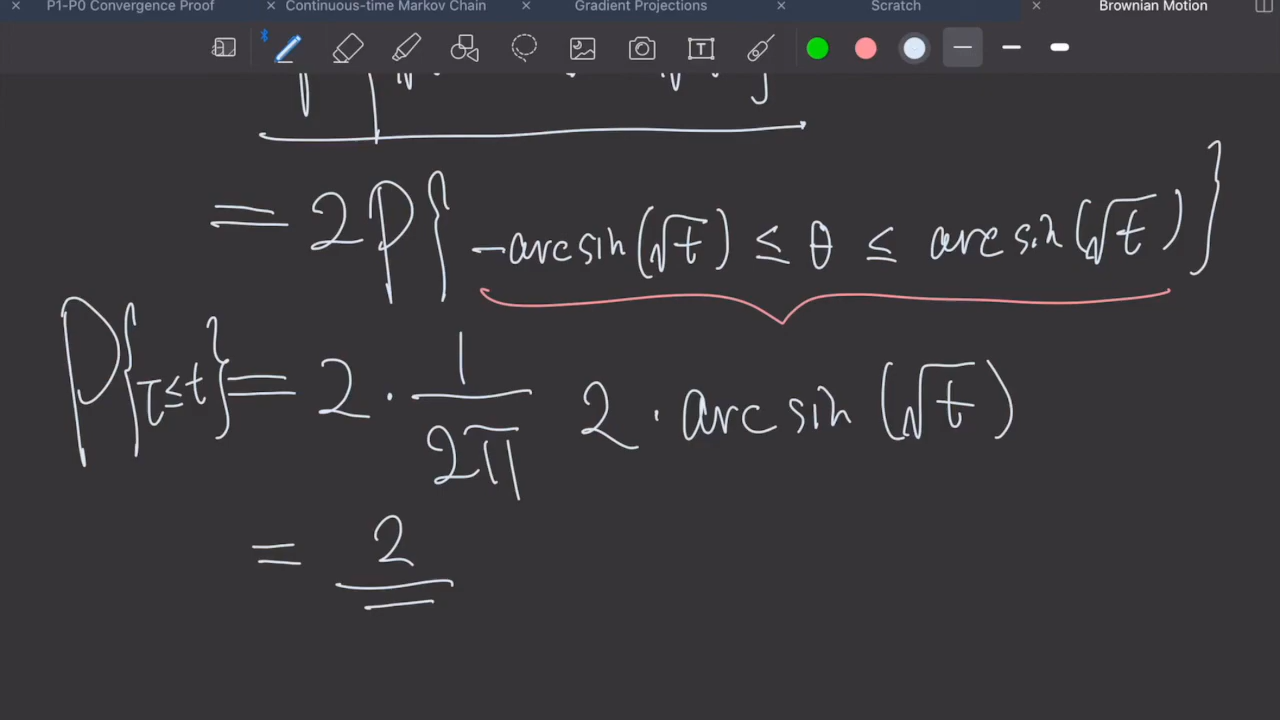 P1-P0 Convergence Proof Continuous-time Markov Chain Gradient Projections Scratch Brownian Motion
T
= 2P{ -arcsin(√t) ≤ θ ≤ arcsin(√t) }
P{τ≤t} = 2 · 1/2π 2 · arcsin(√t)
= 2